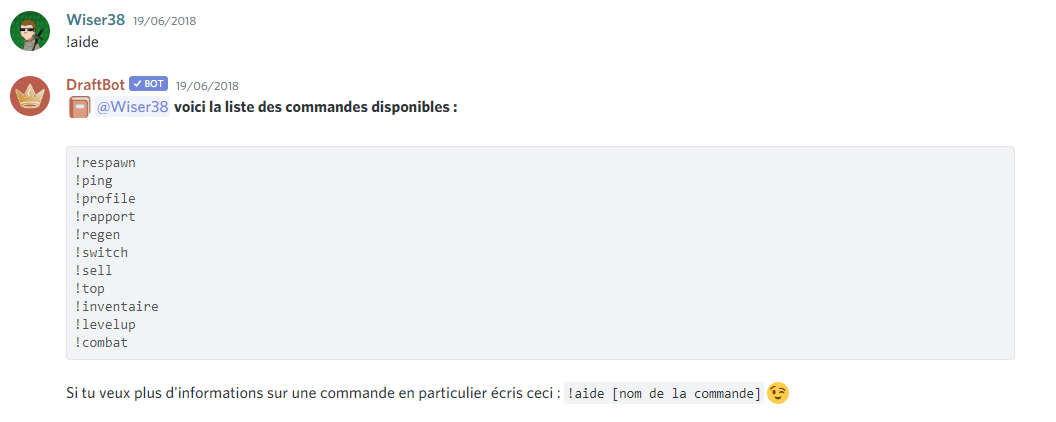 Wiser38 19/06/2018
!aide
DraftBot BOT 19/06/2018
@Wiser38 voici la liste des commandes disponibles :
!respawn
!ping
!profile
!rapport
!regen
!switch
!sell
!top
!inventaire
!levelup
!combat
Si tu veux plus d'informations sur une commande en particulier écris ceci : !aide [nom de la commande] 😉